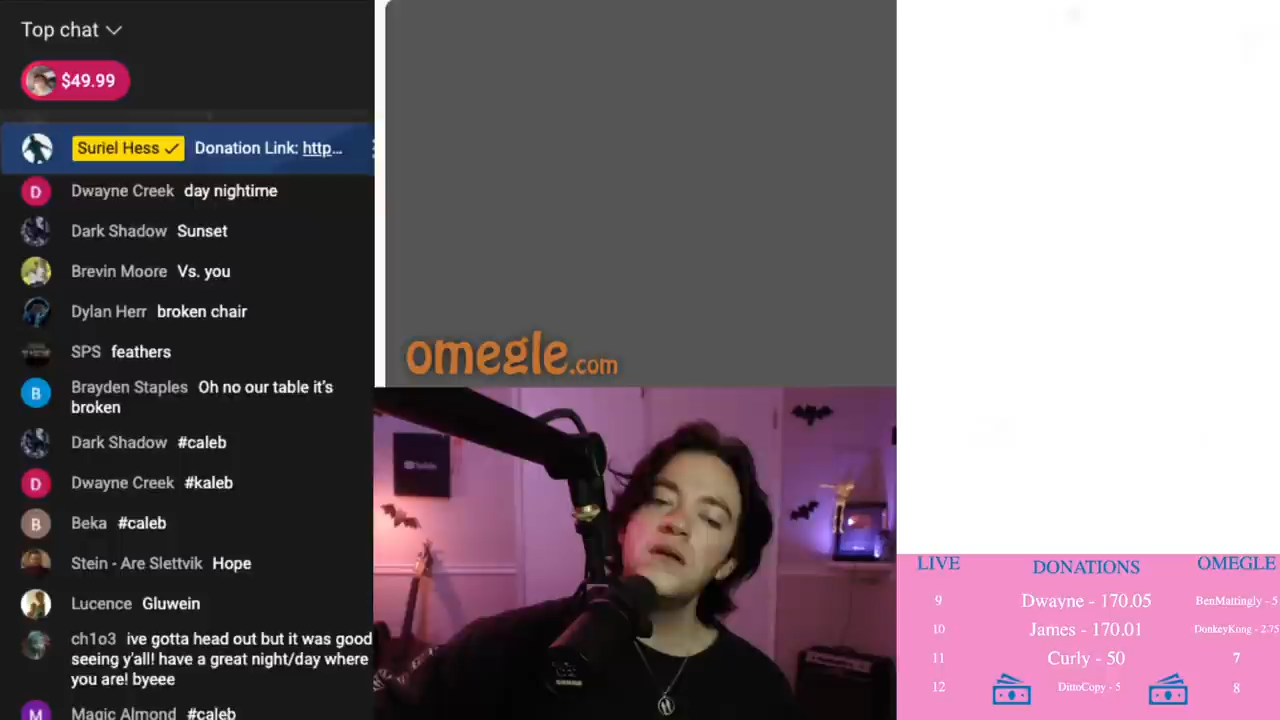 Top chat
$49.99
Suriel Hess Donation Link: http...
Dwayne Creek day nightime
Dark Shadow Sunset
Brevin Moore Vs. you
Dylan Herr broken chair
SPS feathers
Brayden Staples Oh no our table it's
broken
Dark Shadow #caleb
Dwayne Creek #kaleb
Beka #caleb
Stein - Are Slettvik Hope
Lucence Gluwein
ch1o3 ive gotta head out but it was good
seeing y'all! have a great night/day where
you are! byeee
Magic Almond #caleb
omegle.com
LIVE DONATIONS OMEGLE
9 Dwayne - 170.05 BenMattingly - 5
10 James - 170.01 DonkeyKong - 2.75
11 Curly - 50 7
12 DittoCopy - 5 8